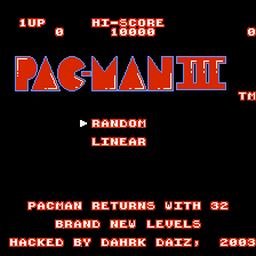 1UP HI-SCORE
0 10000 0
PAC-MAN III
TM
RANDOM
LINEAR
PACMAN RETURNS WITH 32
BRAND NEW LEVELS
HACKED BY DAHRK DAIZ, 2003